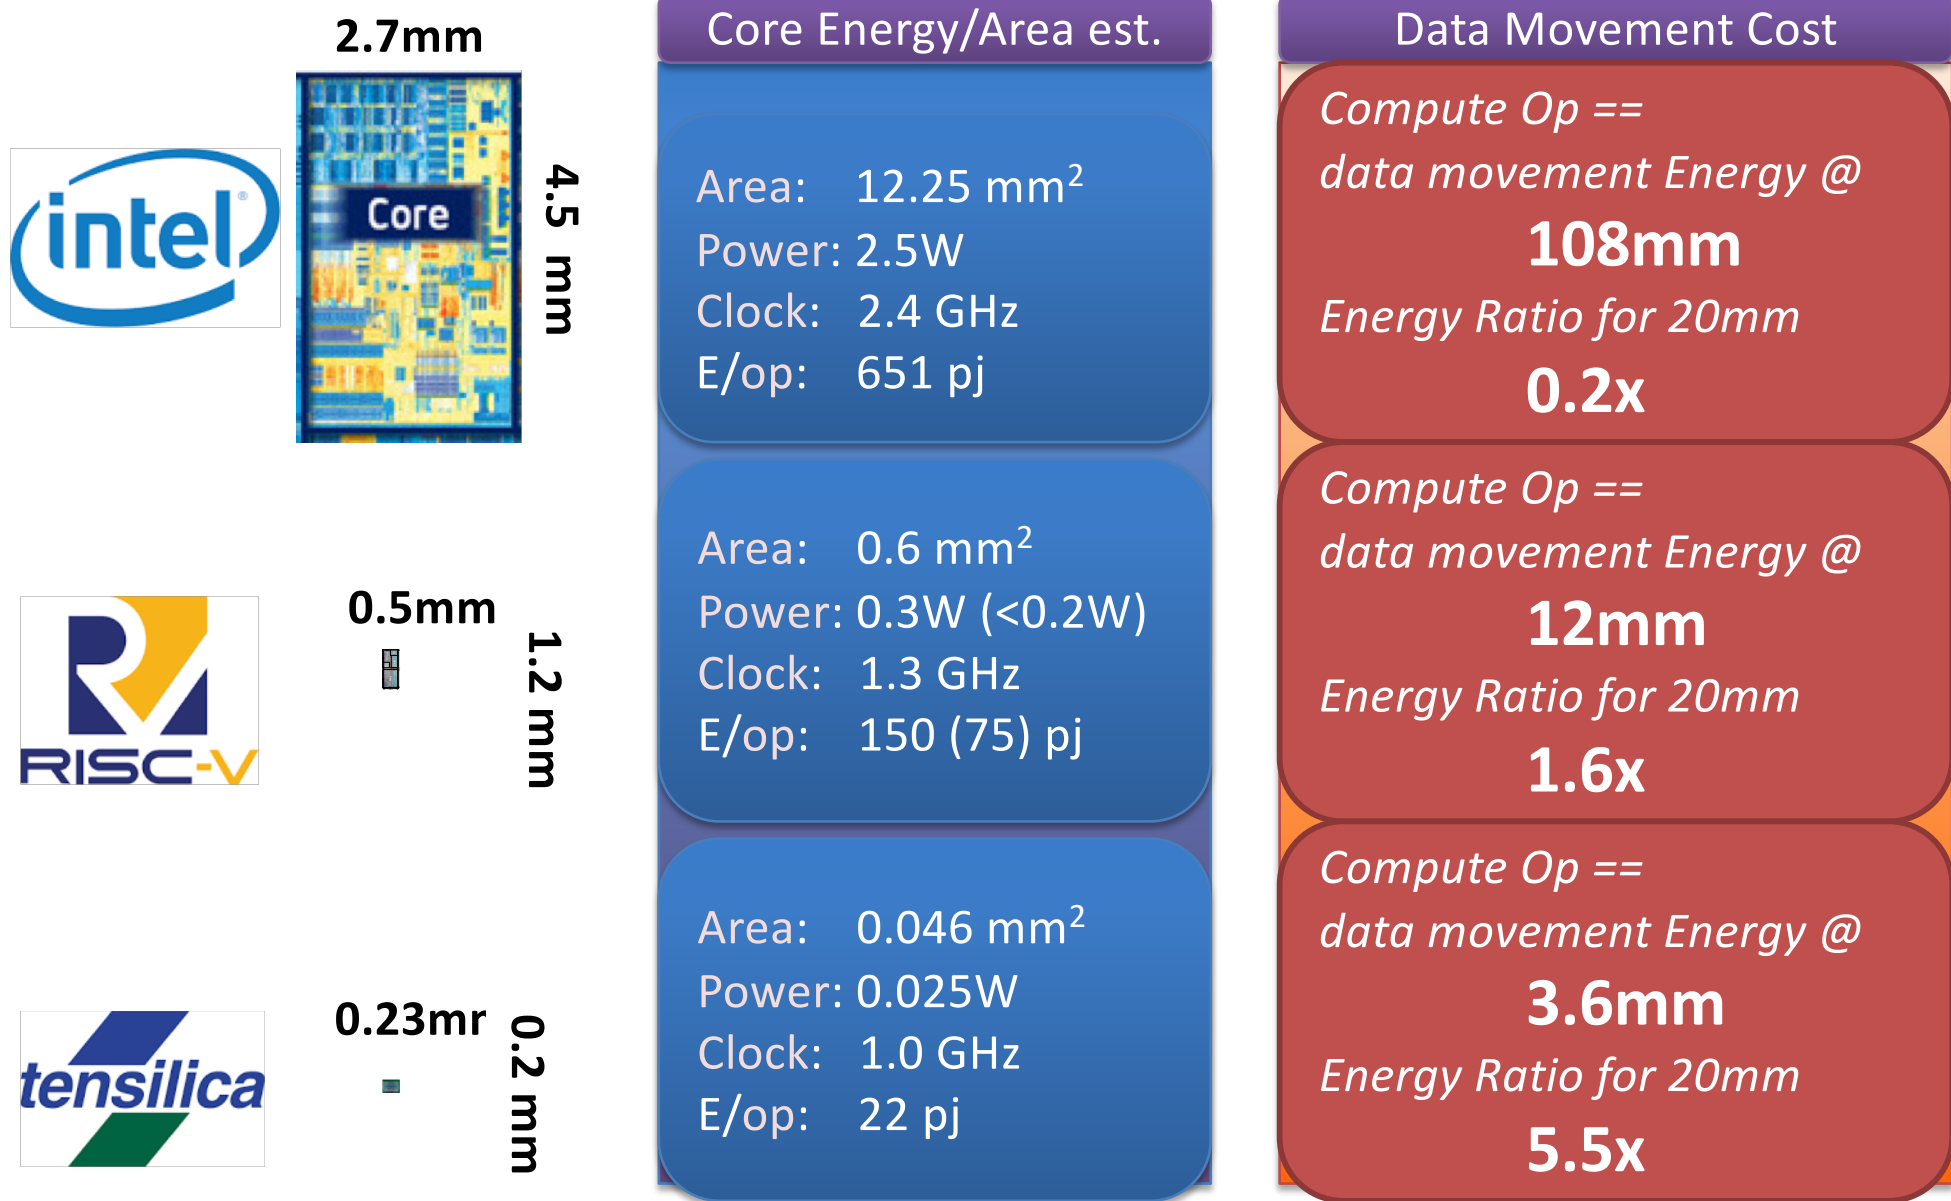 2.7mm
intel®
Core
4.5 mm
Core Energy/Area est.
Area: 12.25 mm²
Power: 2.5W
Clock: 2.4 GHz
E/op: 651 pj
Data Movement Cost
Compute Op ==
data movement Energy @
108mm
Energy Ratio for 20mm
0.2x
RISC-V
0.5mm
1.2 mm
Area: 0.6 mm²
Power: 0.3W (<0.2W)
Clock: 1.3 GHz
E/op: 150 (75) pj
Compute Op ==
data movement Energy @
12mm
Energy Ratio for 20mm
1.6x
tensilica
0.23mr
0.2 mm
Area: 0.046 mm²
Power: 0.025W
Clock: 1.0 GHz
E/op: 22 pj
Compute Op ==
data movement Energy @
3.6mm
Energy Ratio for 20mm
5.5x